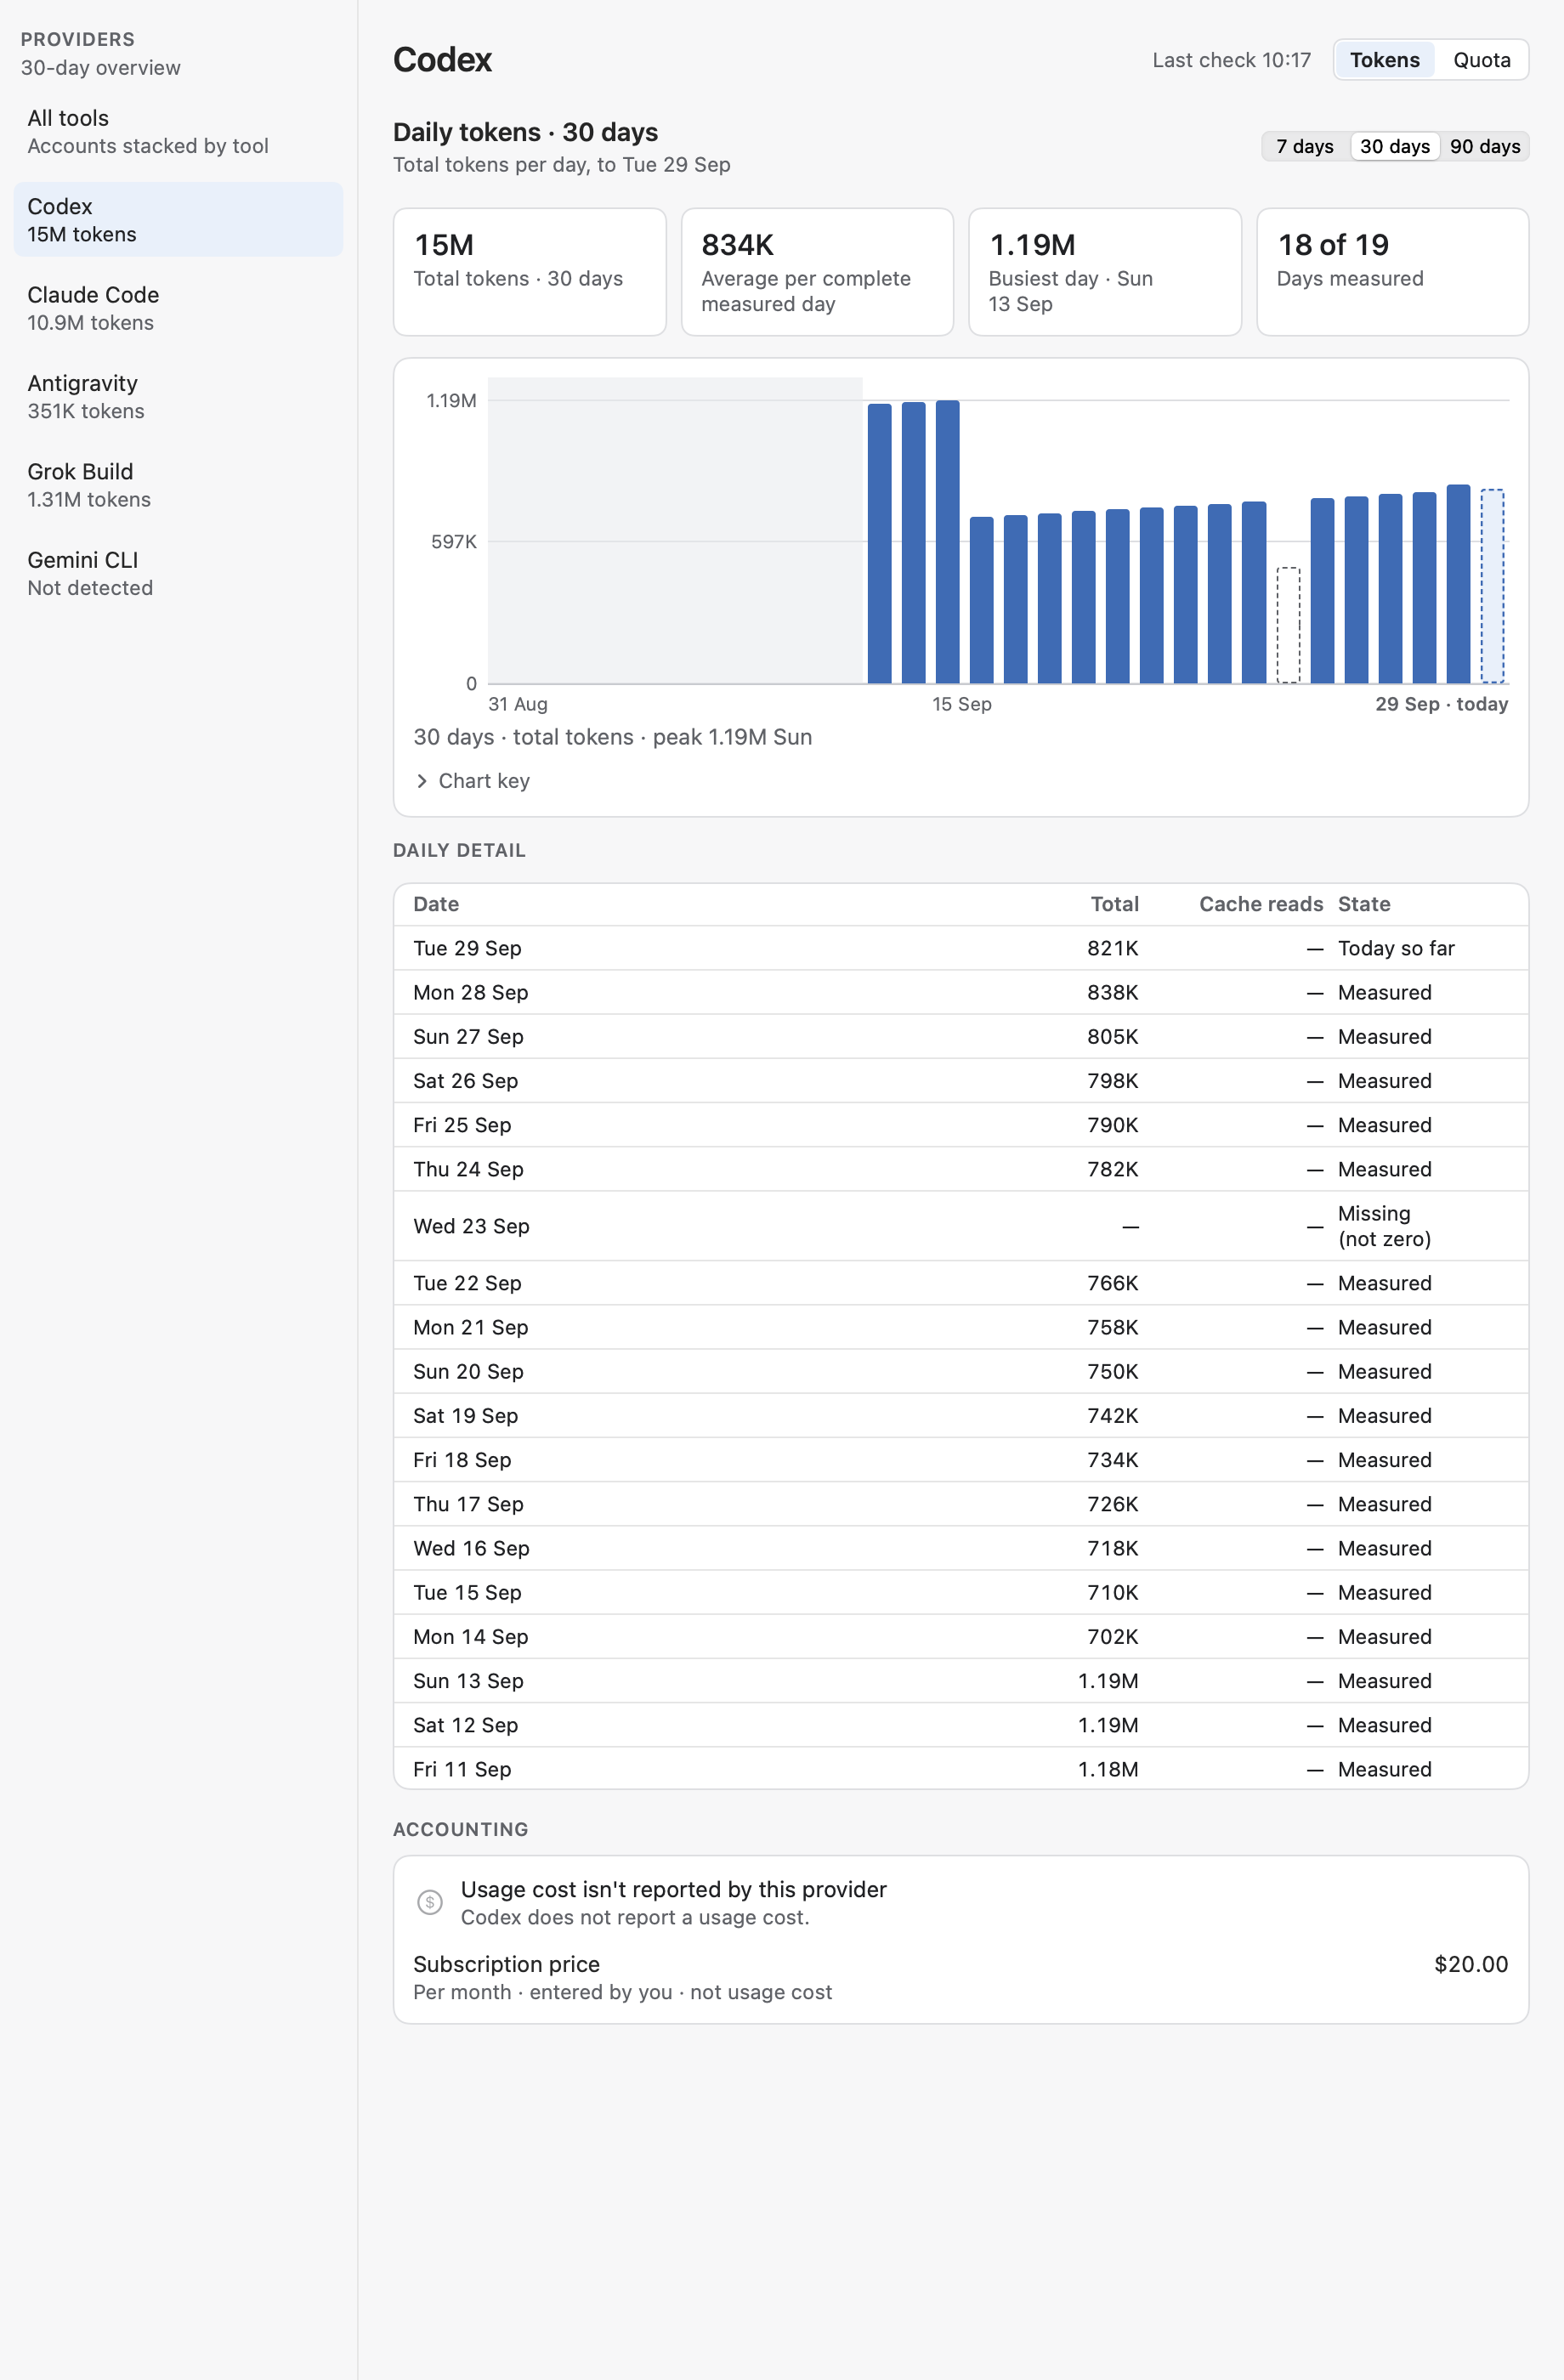 PROVIDERS
30-day overview
All tools
Accounts stacked by tool
Codex
15M tokens
Claude Code
10.9M tokens
Antigravity
351K tokens
Grok Build
1.31M tokens
Gemini CLI
Not detected
Codex
Last check 10:17
Tokens Quota
Daily tokens · 30 days
Total tokens per day, to Tue 29 Sep
7 days 30 days 90 days
15M
Total tokens · 30 days
834K
Average per complete
measured day
1.19M
Busiest day · Sun
13 Sep
18 of 19
Days measured
1.19M
597K
0
31 Aug 15 Sep 29 Sep · today
30 days · total tokens · peak 1.19M Sun
Chart key
DAILY DETAIL
Date Total Cache reads State
Tue 29 Sep 821K — Today so far
Mon 28 Sep 838K — Measured
Sun 27 Sep 805K — Measured
Sat 26 Sep 798K — Measured
Fri 25 Sep 790K — Measured
Thu 24 Sep 782K — Measured
Wed 23 Sep — — Missing
(not zero)
Tue 22 Sep 766K — Measured
Mon 21 Sep 758K — Measured
Sun 20 Sep 750K — Measured
Sat 19 Sep 742K — Measured
Fri 18 Sep 734K — Measured
Thu 17 Sep 726K — Measured
Wed 16 Sep 718K — Measured
Tue 15 Sep 710K — Measured
Mon 14 Sep 702K — Measured
Sun 13 Sep 1.19M — Measured
Sat 12 Sep 1.19M — Measured
Fri 11 Sep 1.18M — Measured
ACCOUNTING
$
Usage cost isn't reported by this provider
Codex does not report a usage cost.
Subscription price $20.00
Per month · entered by you · not usage cost